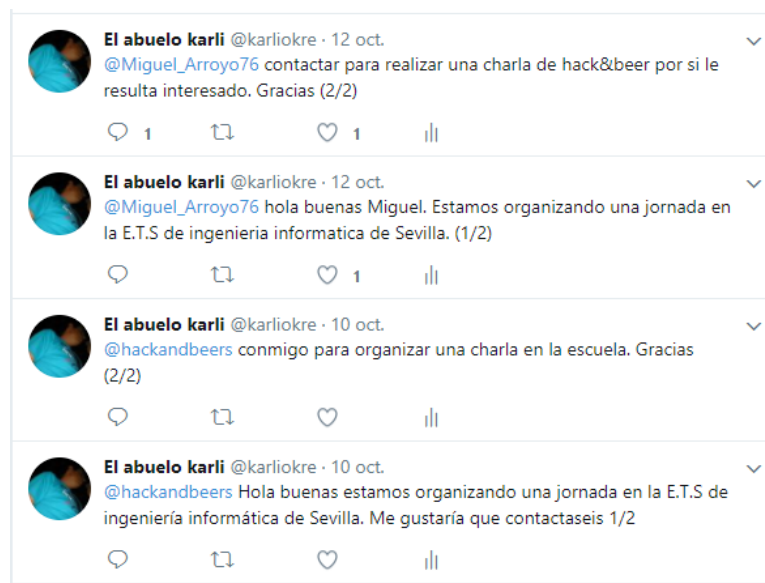 El abuelo karli @karliokre · 12 oct.
@Miguel_Arroyo76 contactar para realizar una charla de hack&beer por si le
resulta interesado. Gracias (2/2)
1 1
El abuelo karli @karliokre · 12 oct.
@Miguel_Arroyo76 hola buenas Miguel. Estamos organizando una jornada en
la E.T.S de ingenieria informatica de Sevilla. (1/2)
1
El abuelo karli @karliokre · 10 oct.
@hackandbeers conmigo para organizar una charla en la escuela. Gracias
(2/2)
El abuelo karli @karliokre · 10 oct.
@hackandbeers Hola buenas estamos organizando una jornada en la E.T.S de
ingeniería informática de Sevilla. Me gustaría que contactaseis 1/2